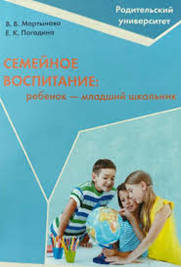 Родительский
университет
В. В. Мартынова
Е. К. Погодина
СЕМЕЙНОЕ
ВОСПИТАНИЕ:
ребенок — младший школьник